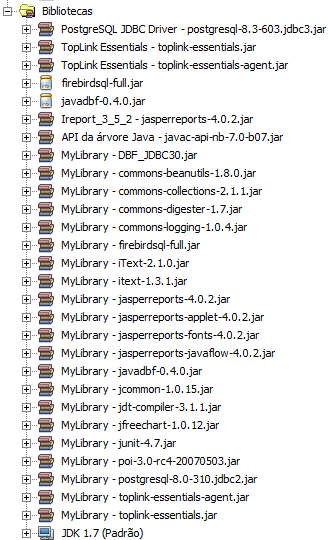 Bibliotecas
PostgreSQL JDBC Driver - postgresql-8.3-603.jdbc3.jar
TopLink Essentials - toplink-essentials.jar
TopLink Essentials - toplink-essentials-agent.jar
firebirdsql-full.jar
javadbf-0.4.0.jar
Ireport_3_5_2 - jasperreports-4.0.2.jar
API da árvore Java - javac-api-nb-7.0-b07.jar
MyLibrary - DBF_JDBC30.jar
MyLibrary - commons-beanutils-1.8.0.jar
MyLibrary - commons-collections-2.1.1.jar
MyLibrary - commons-digester-1.7.jar
MyLibrary - commons-logging-1.0.4.jar
MyLibrary - firebirdsql-full.jar
MyLibrary - iText-2.1.0.jar
MyLibrary - itext-1.3.1.jar
MyLibrary - jasperreports-4.0.2.jar
MyLibrary - jasperreports-applet-4.0.2.jar
MyLibrary - jasperreports-fonts-4.0.2.jar
MyLibrary - jasperreports-javaflow-4.0.2.jar
MyLibrary - javadbf-0.4.0.jar
MyLibrary - jcommon-1.0.15.jar
MyLibrary - jdt-compiler-3.1.1.jar
MyLibrary - jfreechart-1.0.12.jar
MyLibrary - junit-4.7.jar
MyLibrary - poi-3.0-rc4-20070503.jar
MyLibrary - postgresql-8.0-310.jdbc2.jar
MyLibrary - toplink-essentials-agent.jar
MyLibrary - toplink-essentials.jar
JDK 1.7 (Padrão)